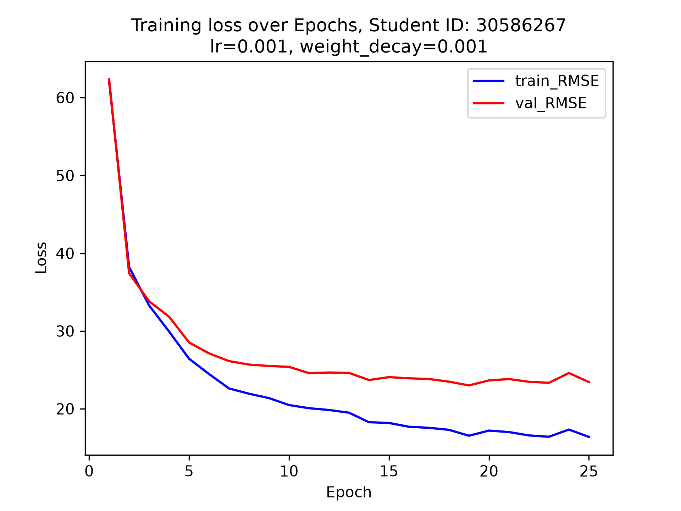 Training loss over Epochs, Student ID: 30586267
lr=0.001, weight_decay=0.001
train_RMSE
val_RMSE
60
50
40
30
20
Loss
0 5 10 15 20 25
Epoch